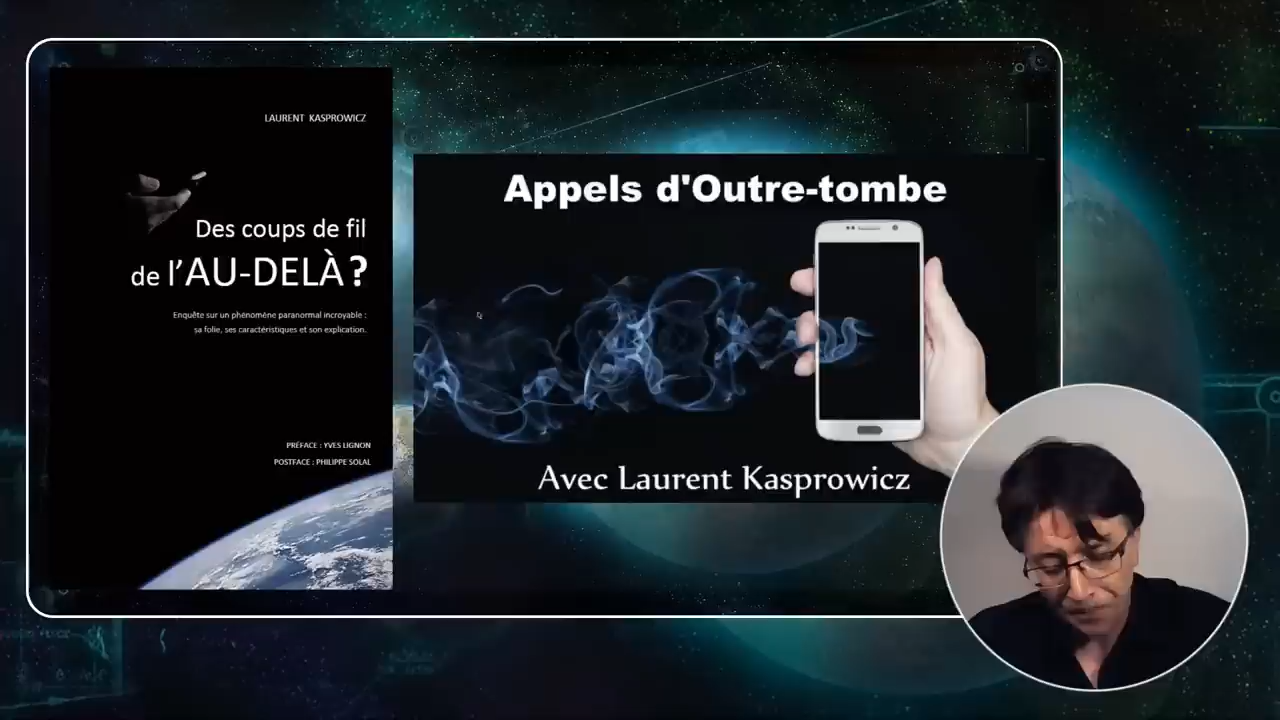 LAURENT KASPROWICZ
Des coups de fil
de l'AU-DELÀ?
Enquête sur un phénomène paranormal incroyable :
sa folie, ses caractéristiques et son explication.
PRÉFACE : YVES LIGNON
POSTFACE : PHILIPPE SOLAL
Appels d'Outre-tombe
Avec Laurent Kasprowicz